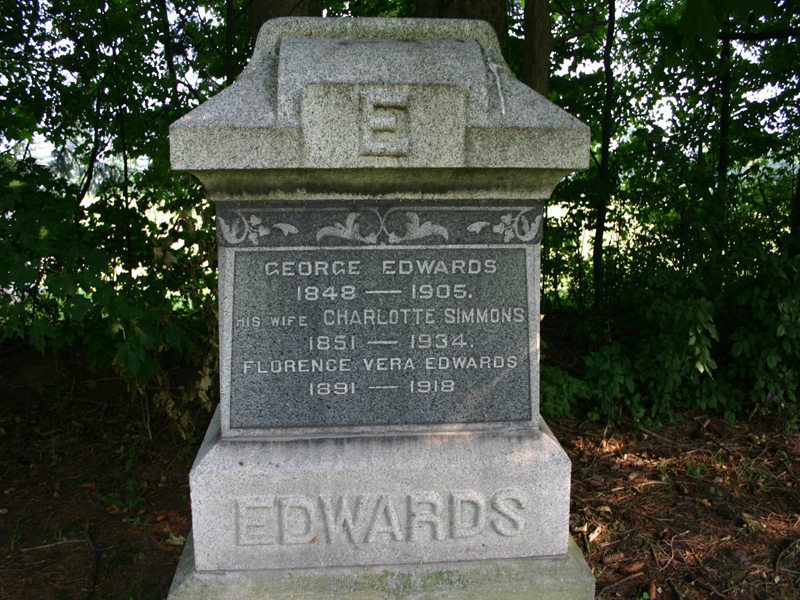 E
GEORGE EDWARDS
1848 — 1905.
HIS WIFE CHARLOTTE SIMMONS
1851 — 1934.
FLORENCE VERA EDWARDS
1891 — 1918
EDWARDS